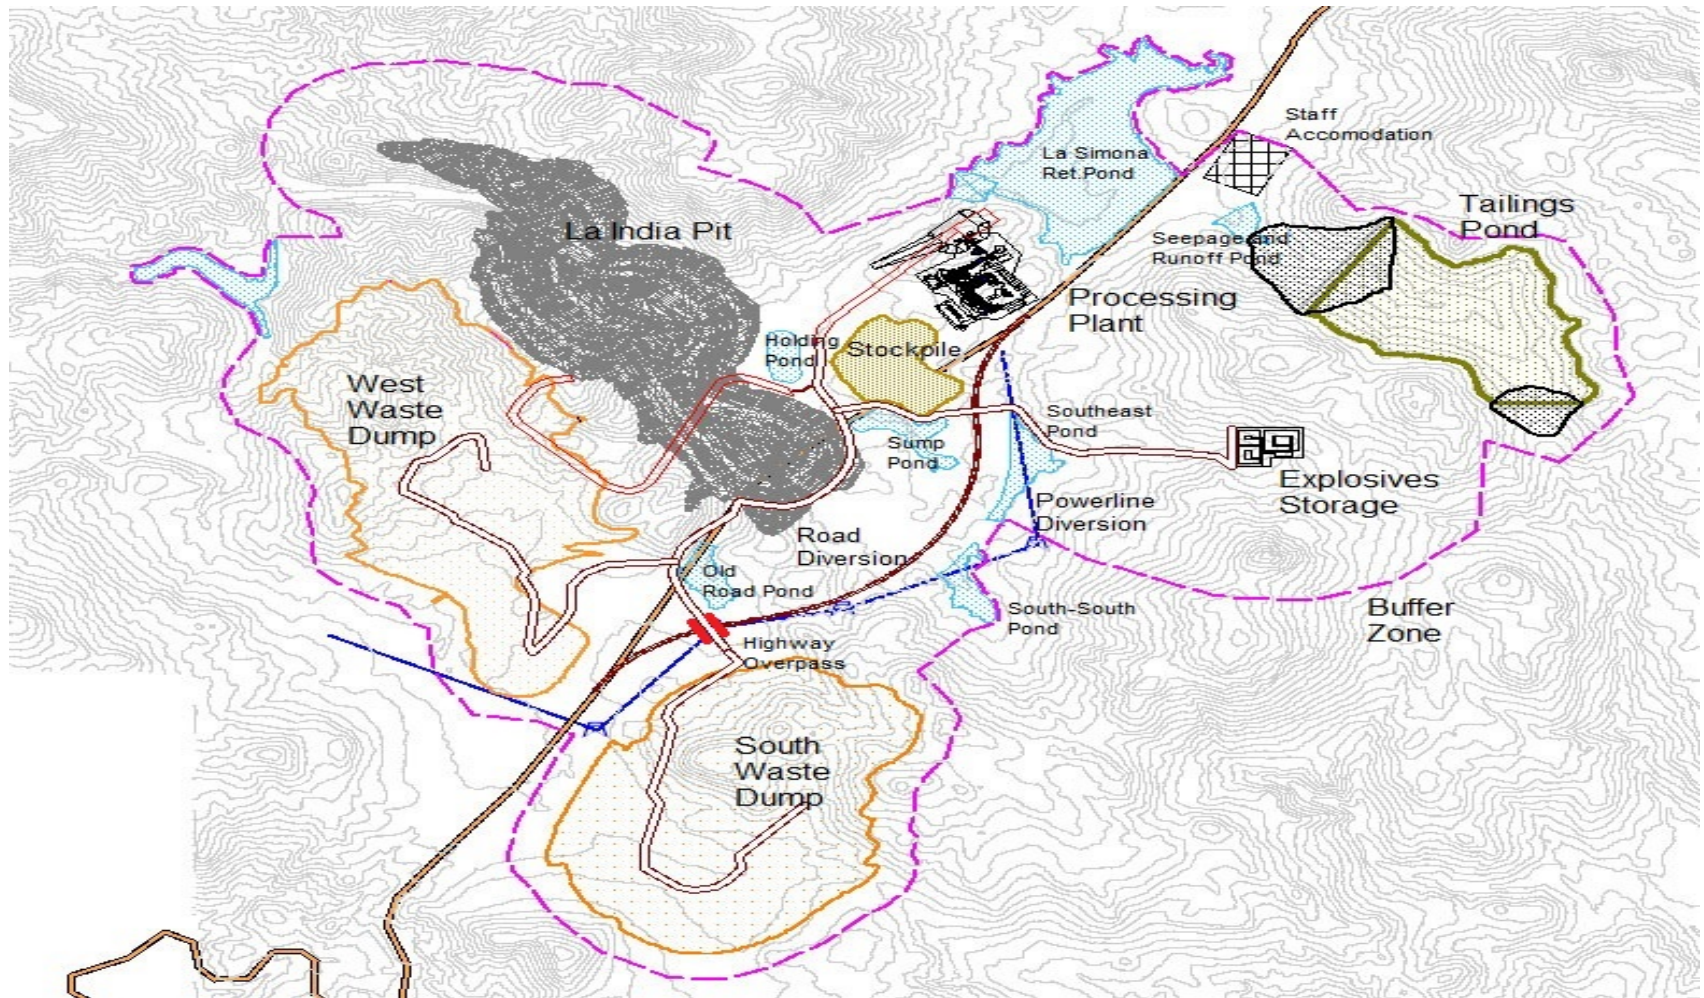 Staff
Accomodation
La Simona
Ret.Pond
Tailings
Pond
La India Pit
Seepage and
Runoff Pond
Processing
Plant
Holding
Pond
Stockpile
West
Waste
Dump
Southeast
Pond
Sump
Pond
Explosives
Storage
Powerline
Diversion
Road
Diversion
Old
Road Pond
South-South
Pond
Buffer
Zone
Highway
Overpass
South
Waste
Dump